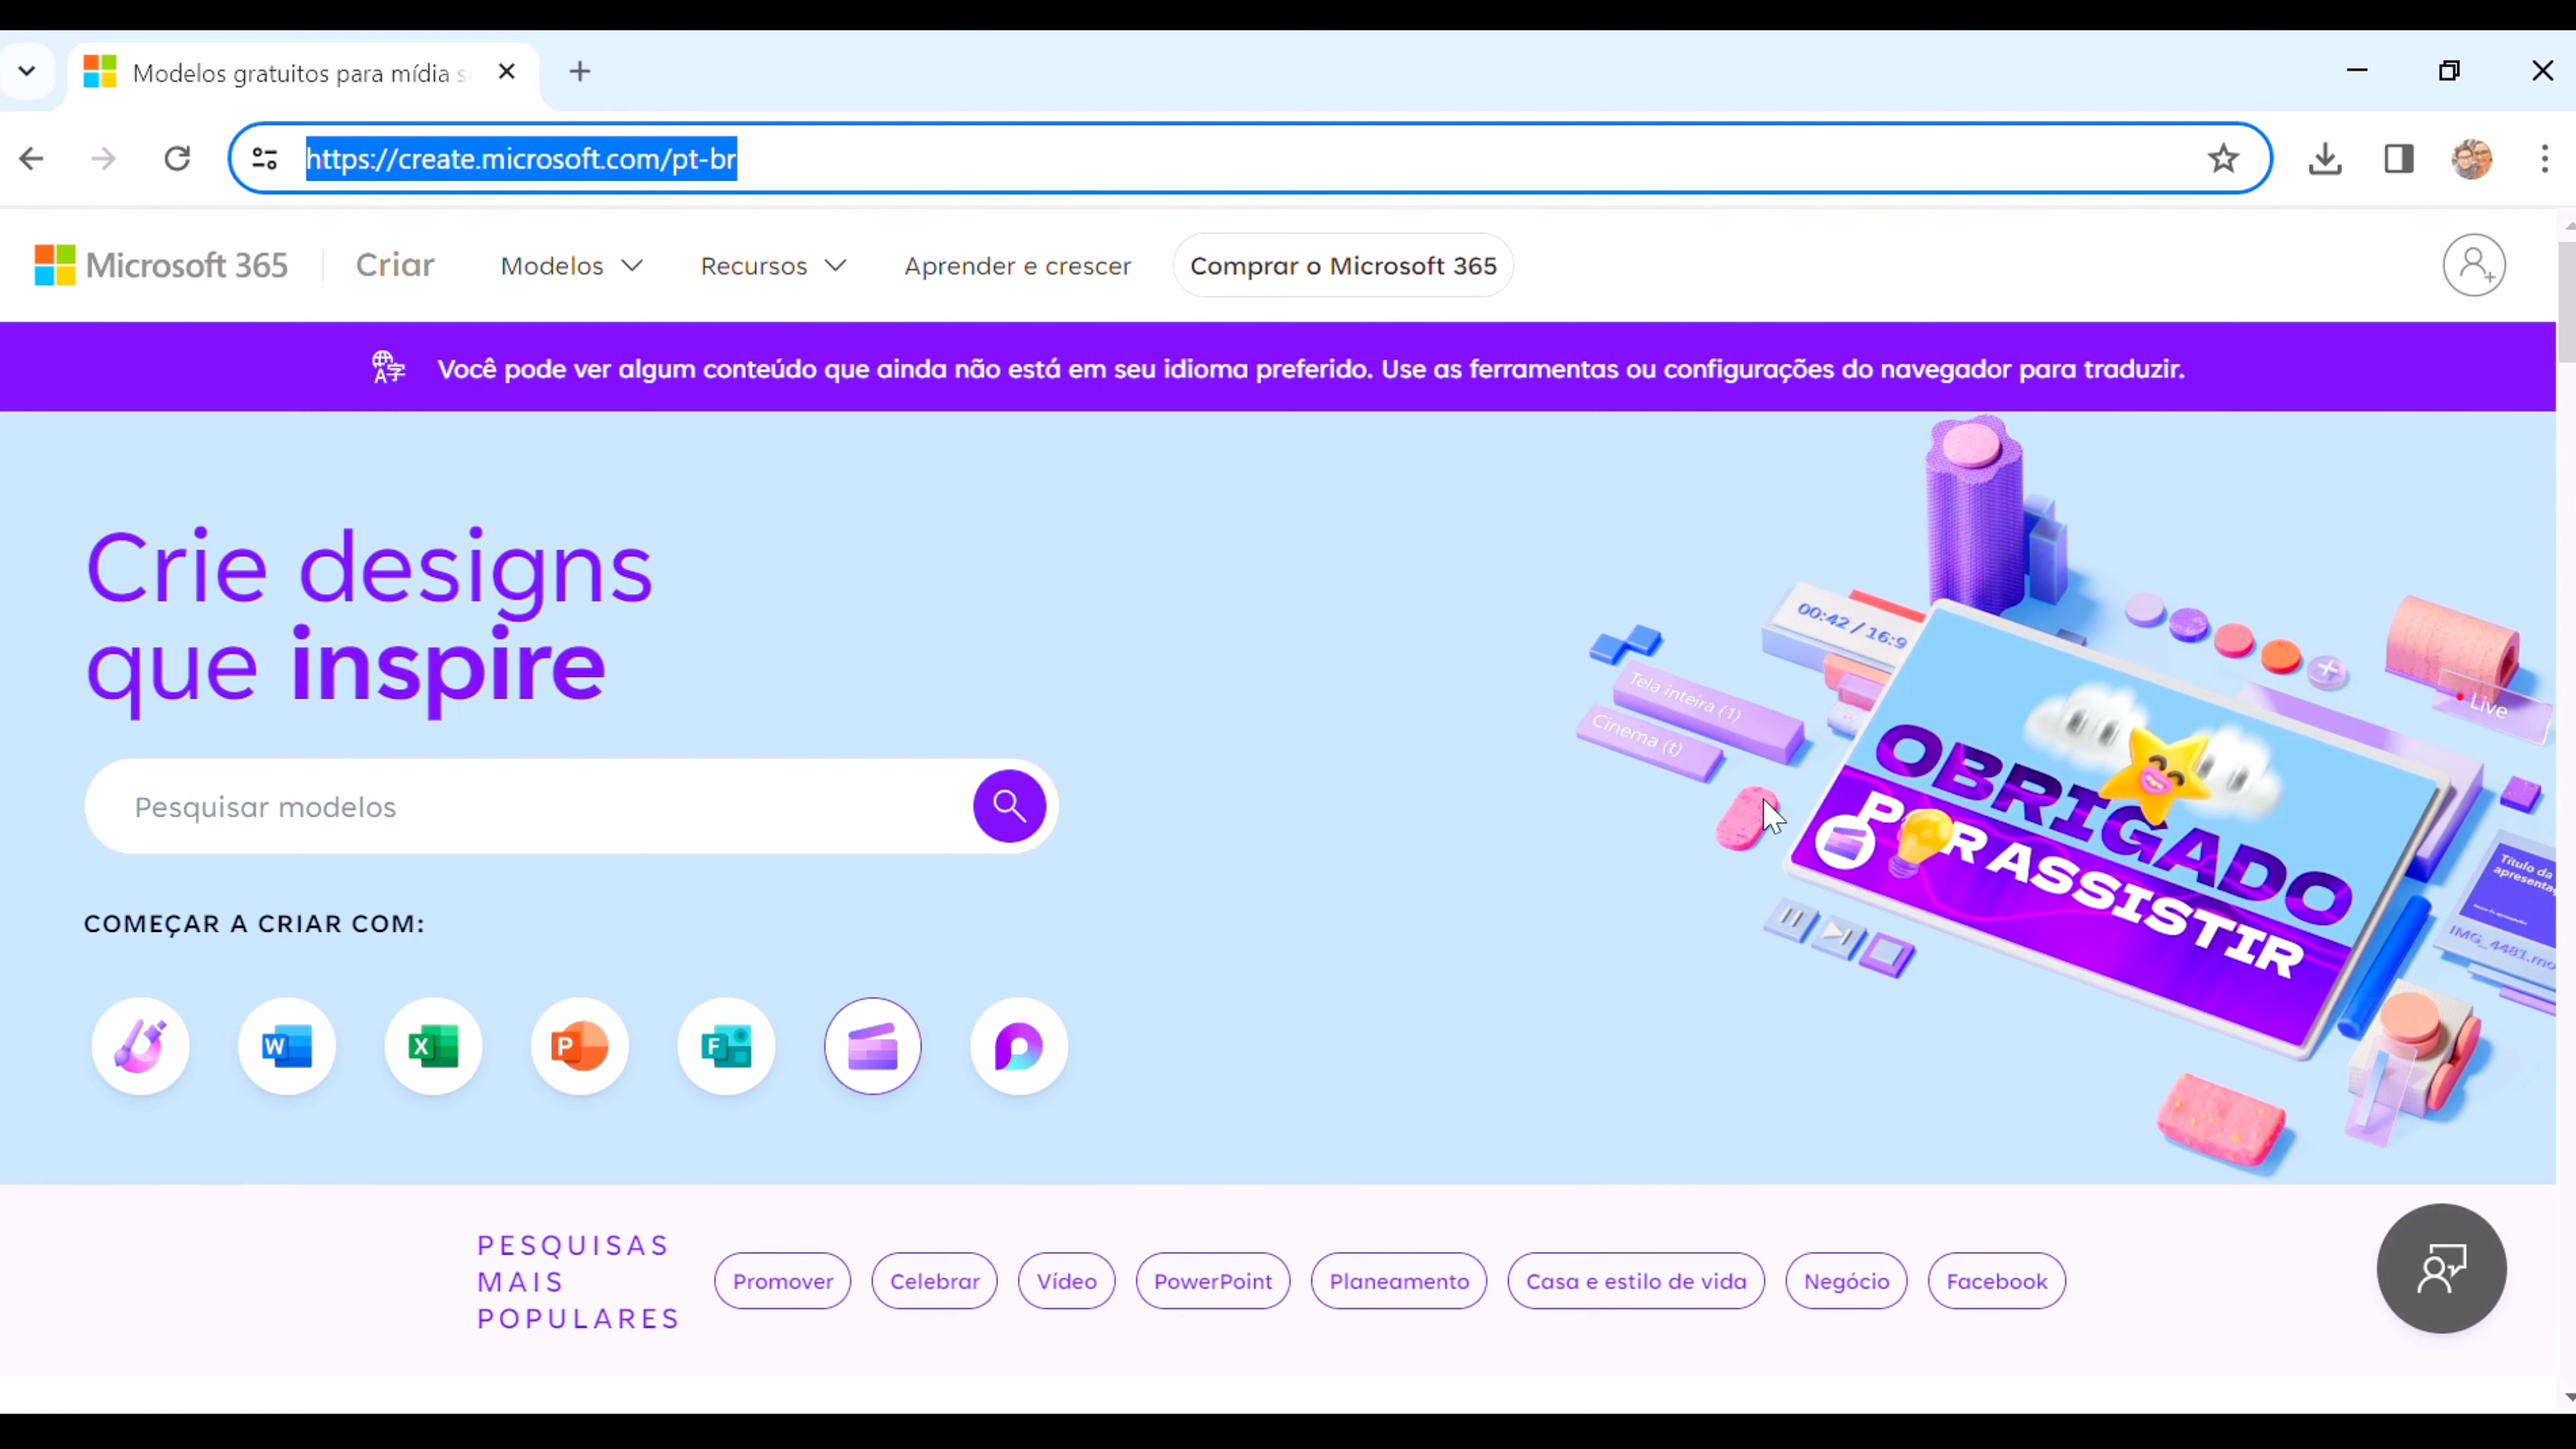 Modelos gratuitos para mídia s
https://create.microsoft.com/pt-br
Microsoft 365
Criar
Modelos
Recursos
Aprender e crescer
Comprar o Microsoft 365
Você pode ver algum conteúdo que ainda não está em seu idioma preferido. Use as ferramentas ou configurações do navegador para traduzir.
Crie designs
que inspire
Pesquisar modelos
COMEÇAR A CRIAR COM:
W
X
P
F
00:42 / 16:9
Tela inteira (1)
Cinema (t)
Live
OBRIGADO
POR ASSISTIR
Título da
IMG_4481.mo
PESQUISAS
MAIS
POPULARES
Promover
Celebrar
Vídeo
PowerPoint
Planeamento
Casa e estilo de vida
Negócio
Facebook